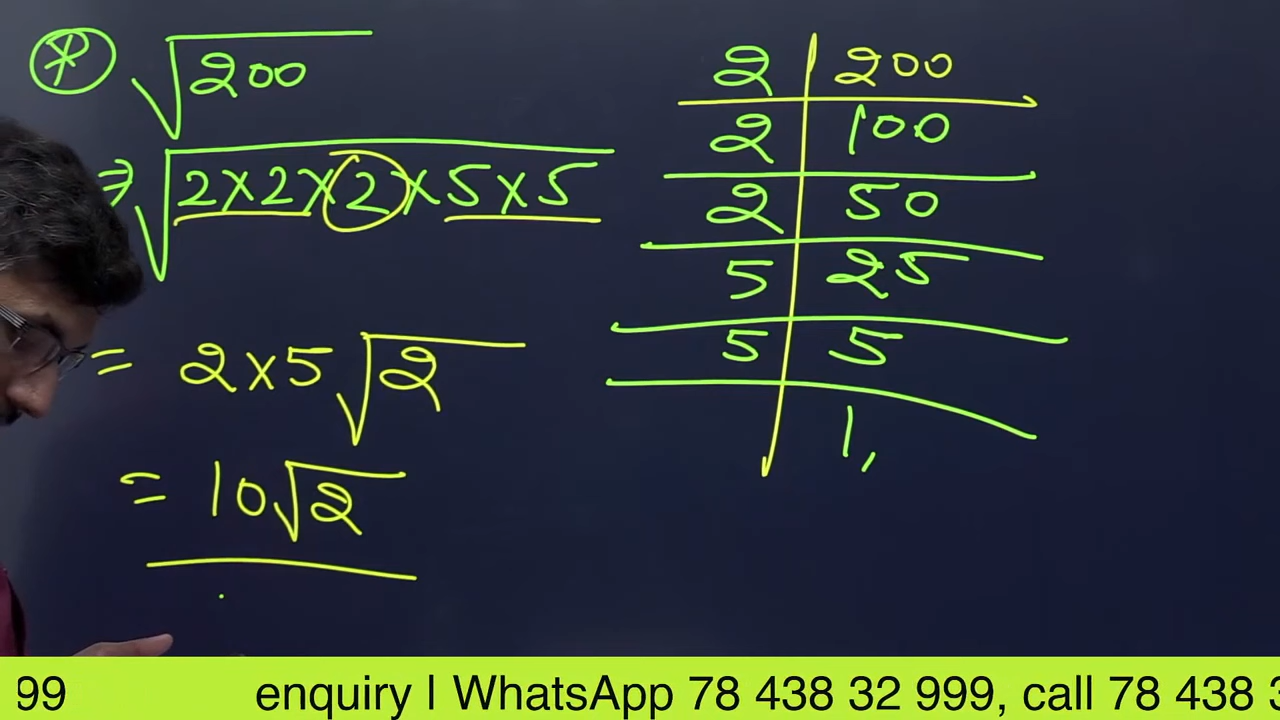 * √200
⇒ √2×2×2×5×5
= 2×5√2
= 10√2
2 | 200
2 | 100
2 | 50
5 | 25
5 | 5
1,
99 enquiry | WhatsApp 78 438 32 999, call 78 438 3